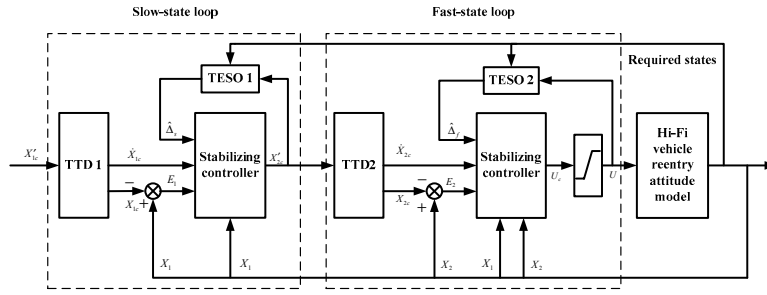 Slow-state loop
Fast-state loop
Required states
TESO 1
TESO 2
Δ̂s
Δ̂f
X′1c
TTD 1
Ẋ1c
Stabilizing controller
X′2c
TTD2
Ẋ2c
Stabilizing controller
Uc
U
Hi-Fi
vehicle
reentry
attitude
model
−
E1
X1c
+
−
E2
X2c
+
X1
X1
X2
X1
X2